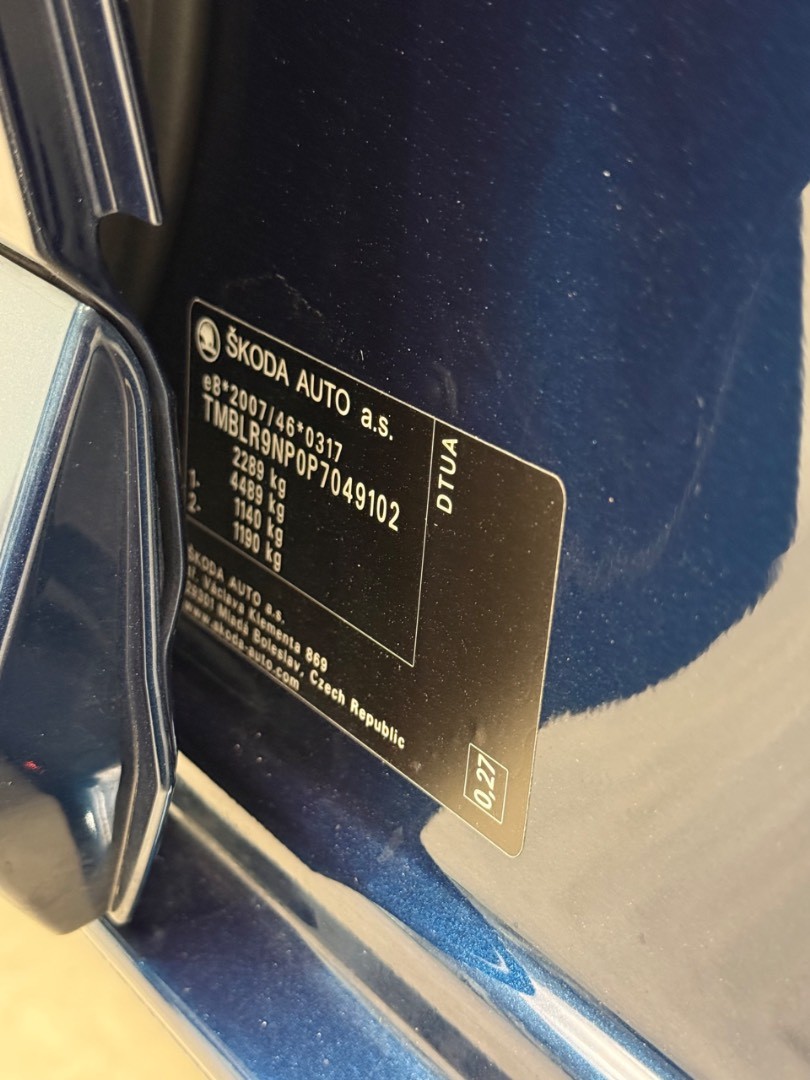 ŠKODA AUTO a.s.
e8*2007/46*0317
TMBLR9NP0P7049102
2289 kg
4489 kg
1- 1140 kg
2- 1190 kg
DTUA
ŠKODA AUTO a.s.
tř. Václava Klementa 869
29301 Mladá Boleslav, Czech Republic
www.skoda-auto.com
0,27